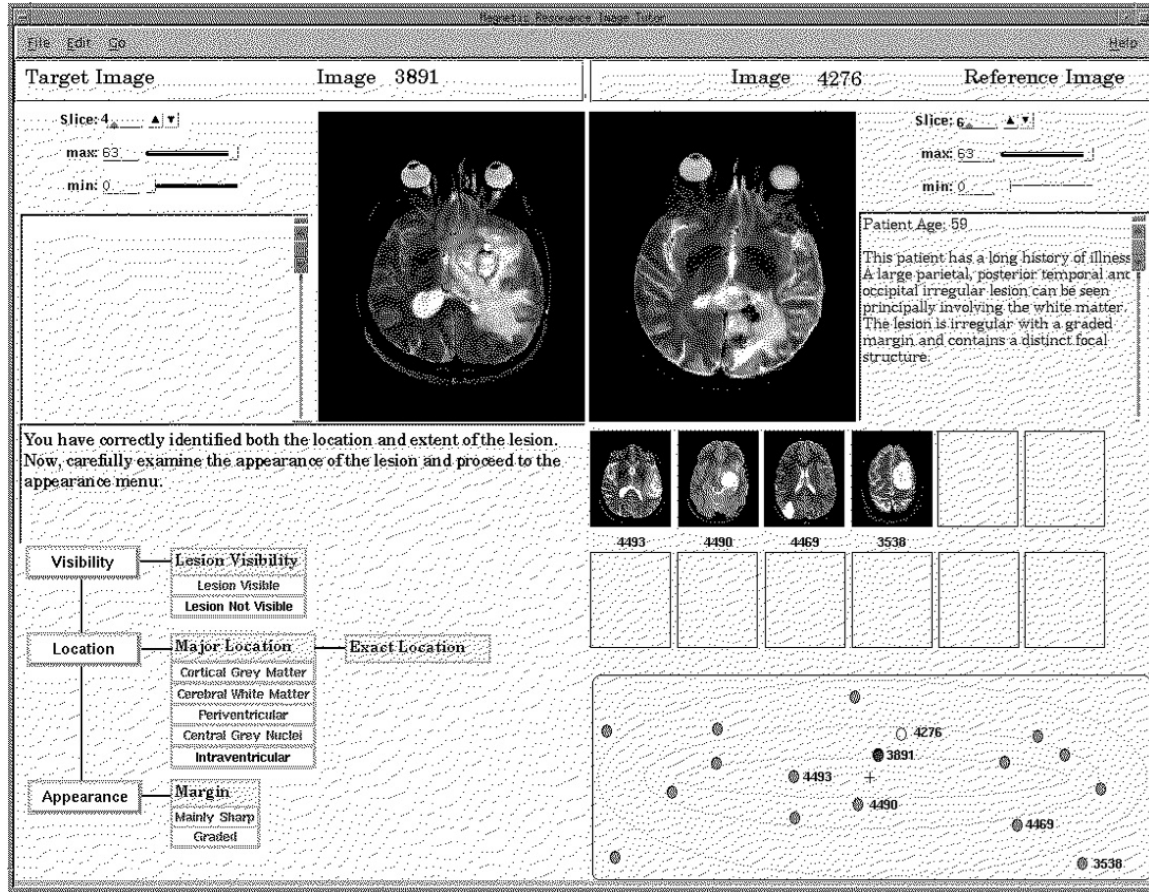 Magnetic Resonance Image Tutor
File Edit Go Help
Target Image Image 3891
Image 4276 Reference Image
Slice: 4
max: 63
min: 0
Slice: 6
max: 63
min: 0
Patient Age: 59
This patient has a long history of illness
A large parietal, posterior temporal and
occipital irregular lesion can be seen
principally involving the white matter.
The lesion is irregular with a graded
margin and contains a distinct focal
structure.
You have correctly identified both the location and extent of the lesion.
Now, carefully examine the appearance of the lesion and proceed to the
appearance menu.
4493 4490 4469 3538
Visibility
Lesion Visibility
Lesion Visible
Lesion Not Visible
Location
Major Location
Exact Location
Cortical Grey Matter
Cerebral White Matter
Periventricular
Central Grey Nuclei
Intraventricular
Appearance
Margin
Mainly Sharp
Graded
4276
3891
4493
4490
4469
3538